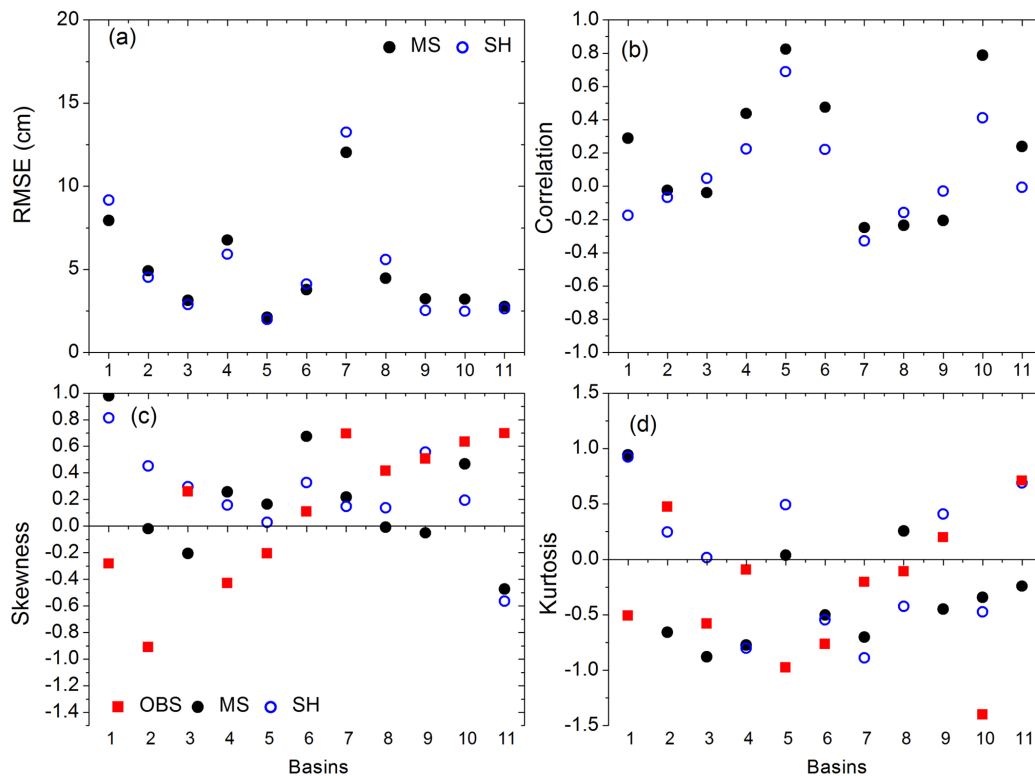 (a)
MS SH
RMSE (cm)
20
15
10
5
0
1 2 3 4 5 6 7 8 9 10 11
(b)
Correlation
1.0
0.8
0.6
0.4
0.2
0.0
-0.2
-0.4
-0.6
-0.8
-1.0
1 2 3 4 5 6 7 8 9 10 11
(c)
Skewness
1.0
0.8
0.6
0.4
0.2
0.0
-0.2
-0.4
-0.6
-0.8
-1.0
-1.2
-1.4
OBS MS SH
1 2 3 4 5 6 7 8 9 10 11
Basins
(d)
Kurtosis
1.5
1.0
0.5
0.0
-0.5
-1.0
-1.5
1 2 3 4 5 6 7 8 9 10 11
Basins